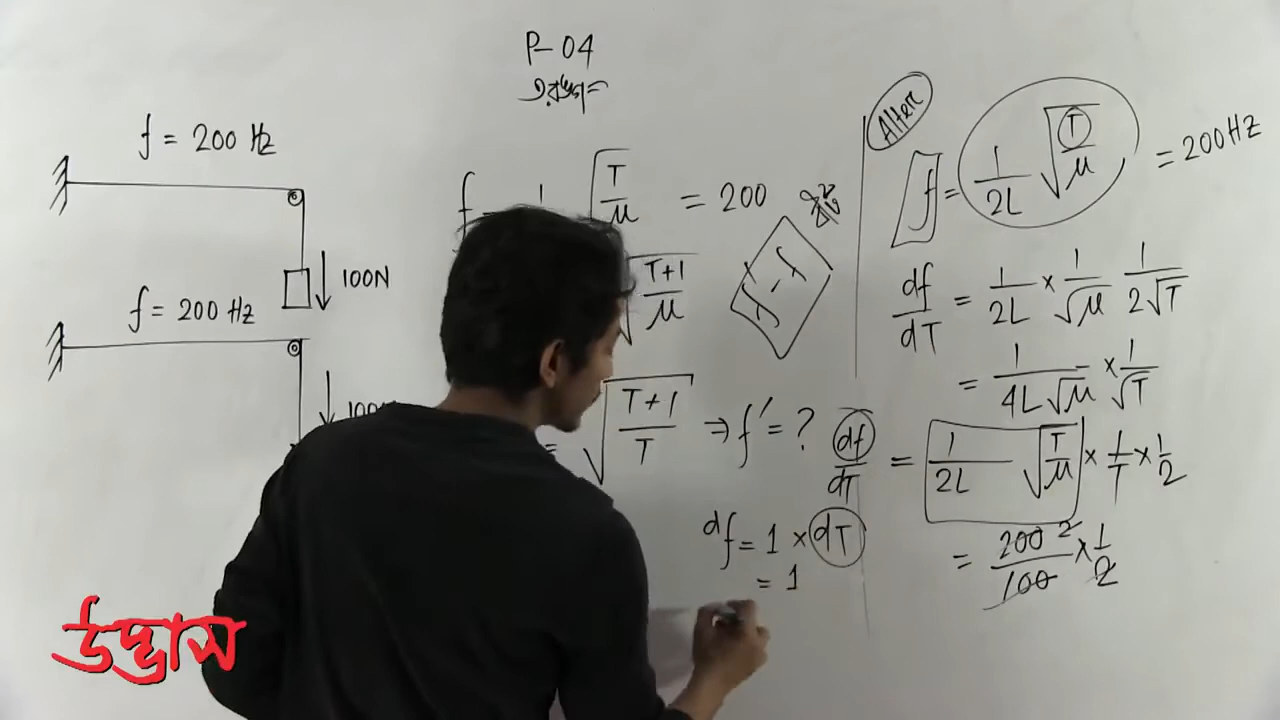 P-04
f = 200 Hz
100N
f = 200 Hz
f = 1 √(T/μ) = 200
√((T+1)/μ)
f' - f
= √((T+1)/T) ⇒ f' = ?
df = 1 × dT
= 1
Alter
f = 1/2L √(T/μ) = 200HZ
df/dT = 1/2L × 1/√μ 1/2√T
= 1/4L√μ × 1/√T
df/dT = 1/2L √(T/μ) × 1/T × 1/2
= 200/100 2 × 1/2
উদ্ভাস